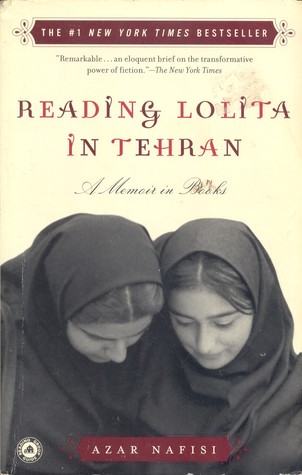 THE #1 NEW YORK TIMES BESTSELLER
"Remarkable . . . an eloquent brief on the transformative
power of fiction."—The New York Times
READING LOLITA
IN TEHRAN
A Memoir in Books
AZAR NAFISI